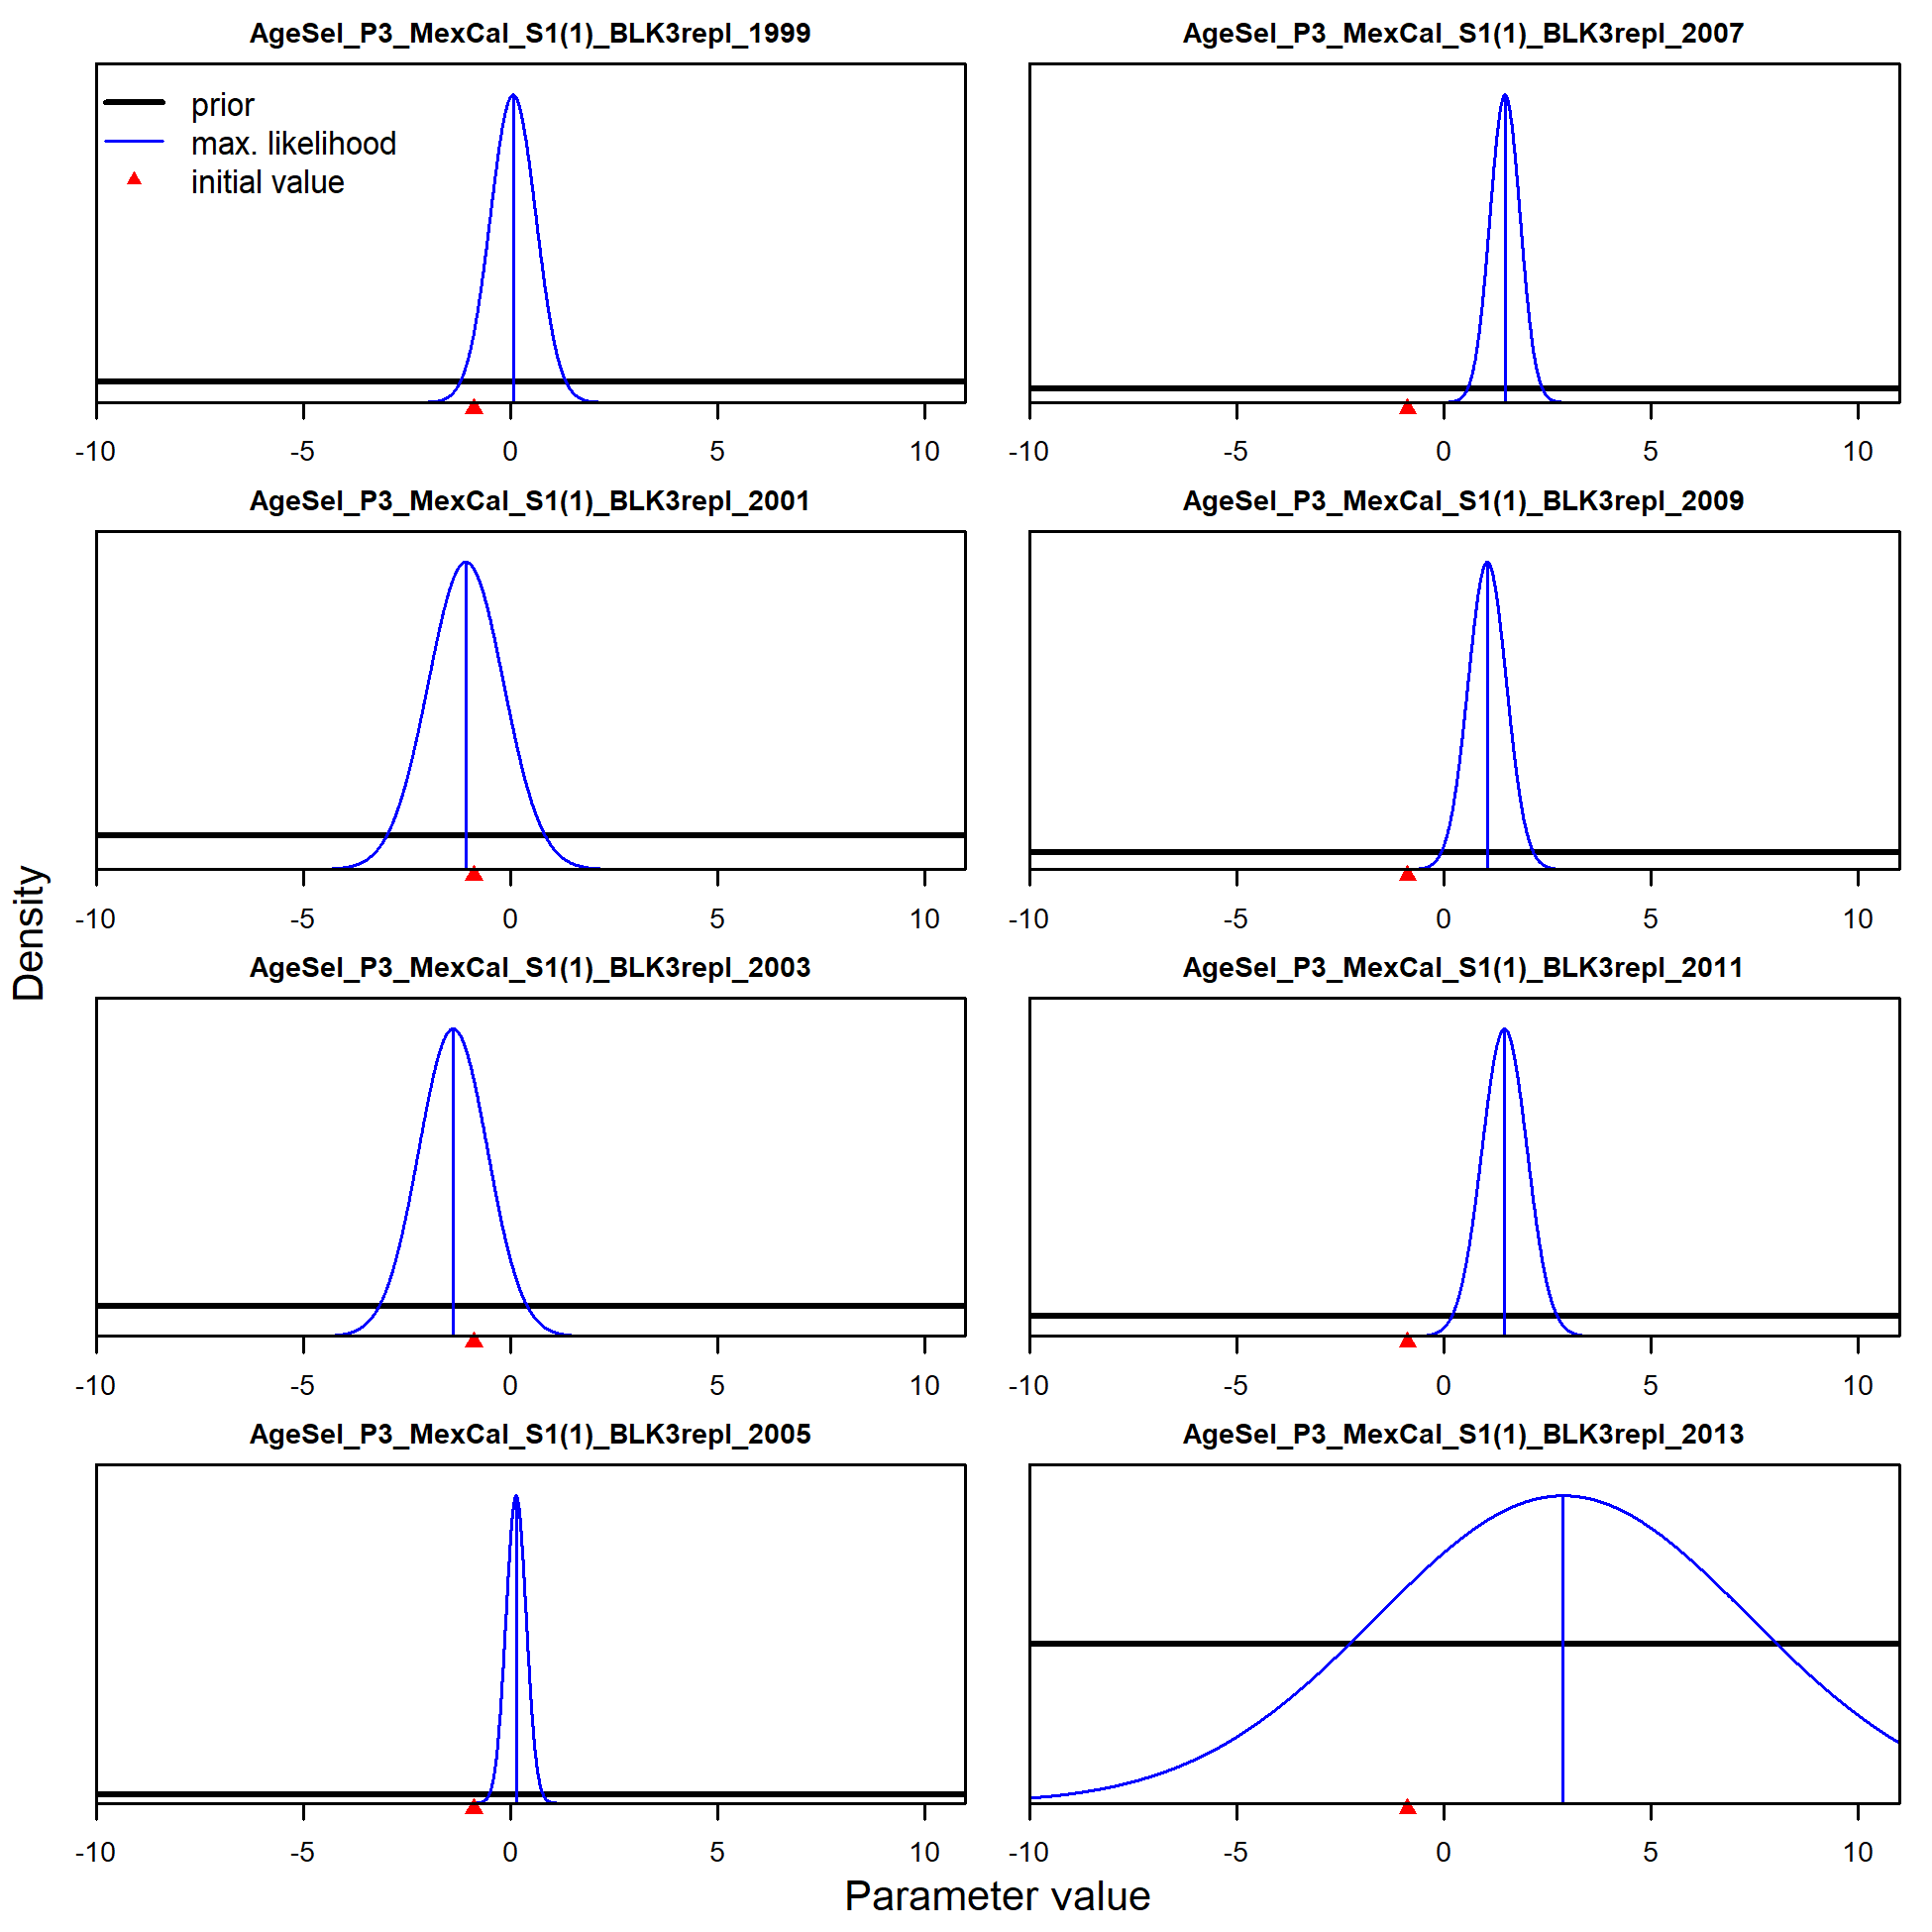 AgeSel_P3_MexCal_S1(1)_BLK3repl_1999
prior
max. likelihood
initial value
-10 -5 0 5 10
AgeSel_P3_MexCal_S1(1)_BLK3repl_2007
-10 -5 0 5 10
AgeSel_P3_MexCal_S1(1)_BLK3repl_2001
-10 -5 0 5 10
AgeSel_P3_MexCal_S1(1)_BLK3repl_2009
-10 -5 0 5 10
Density
AgeSel_P3_MexCal_S1(1)_BLK3repl_2003
-10 -5 0 5 10
AgeSel_P3_MexCal_S1(1)_BLK3repl_2011
-10 -5 0 5 10
AgeSel_P3_MexCal_S1(1)_BLK3repl_2005
-10 -5 0 5 10
AgeSel_P3_MexCal_S1(1)_BLK3repl_2013
-10 -5 0 5 10
Parameter value